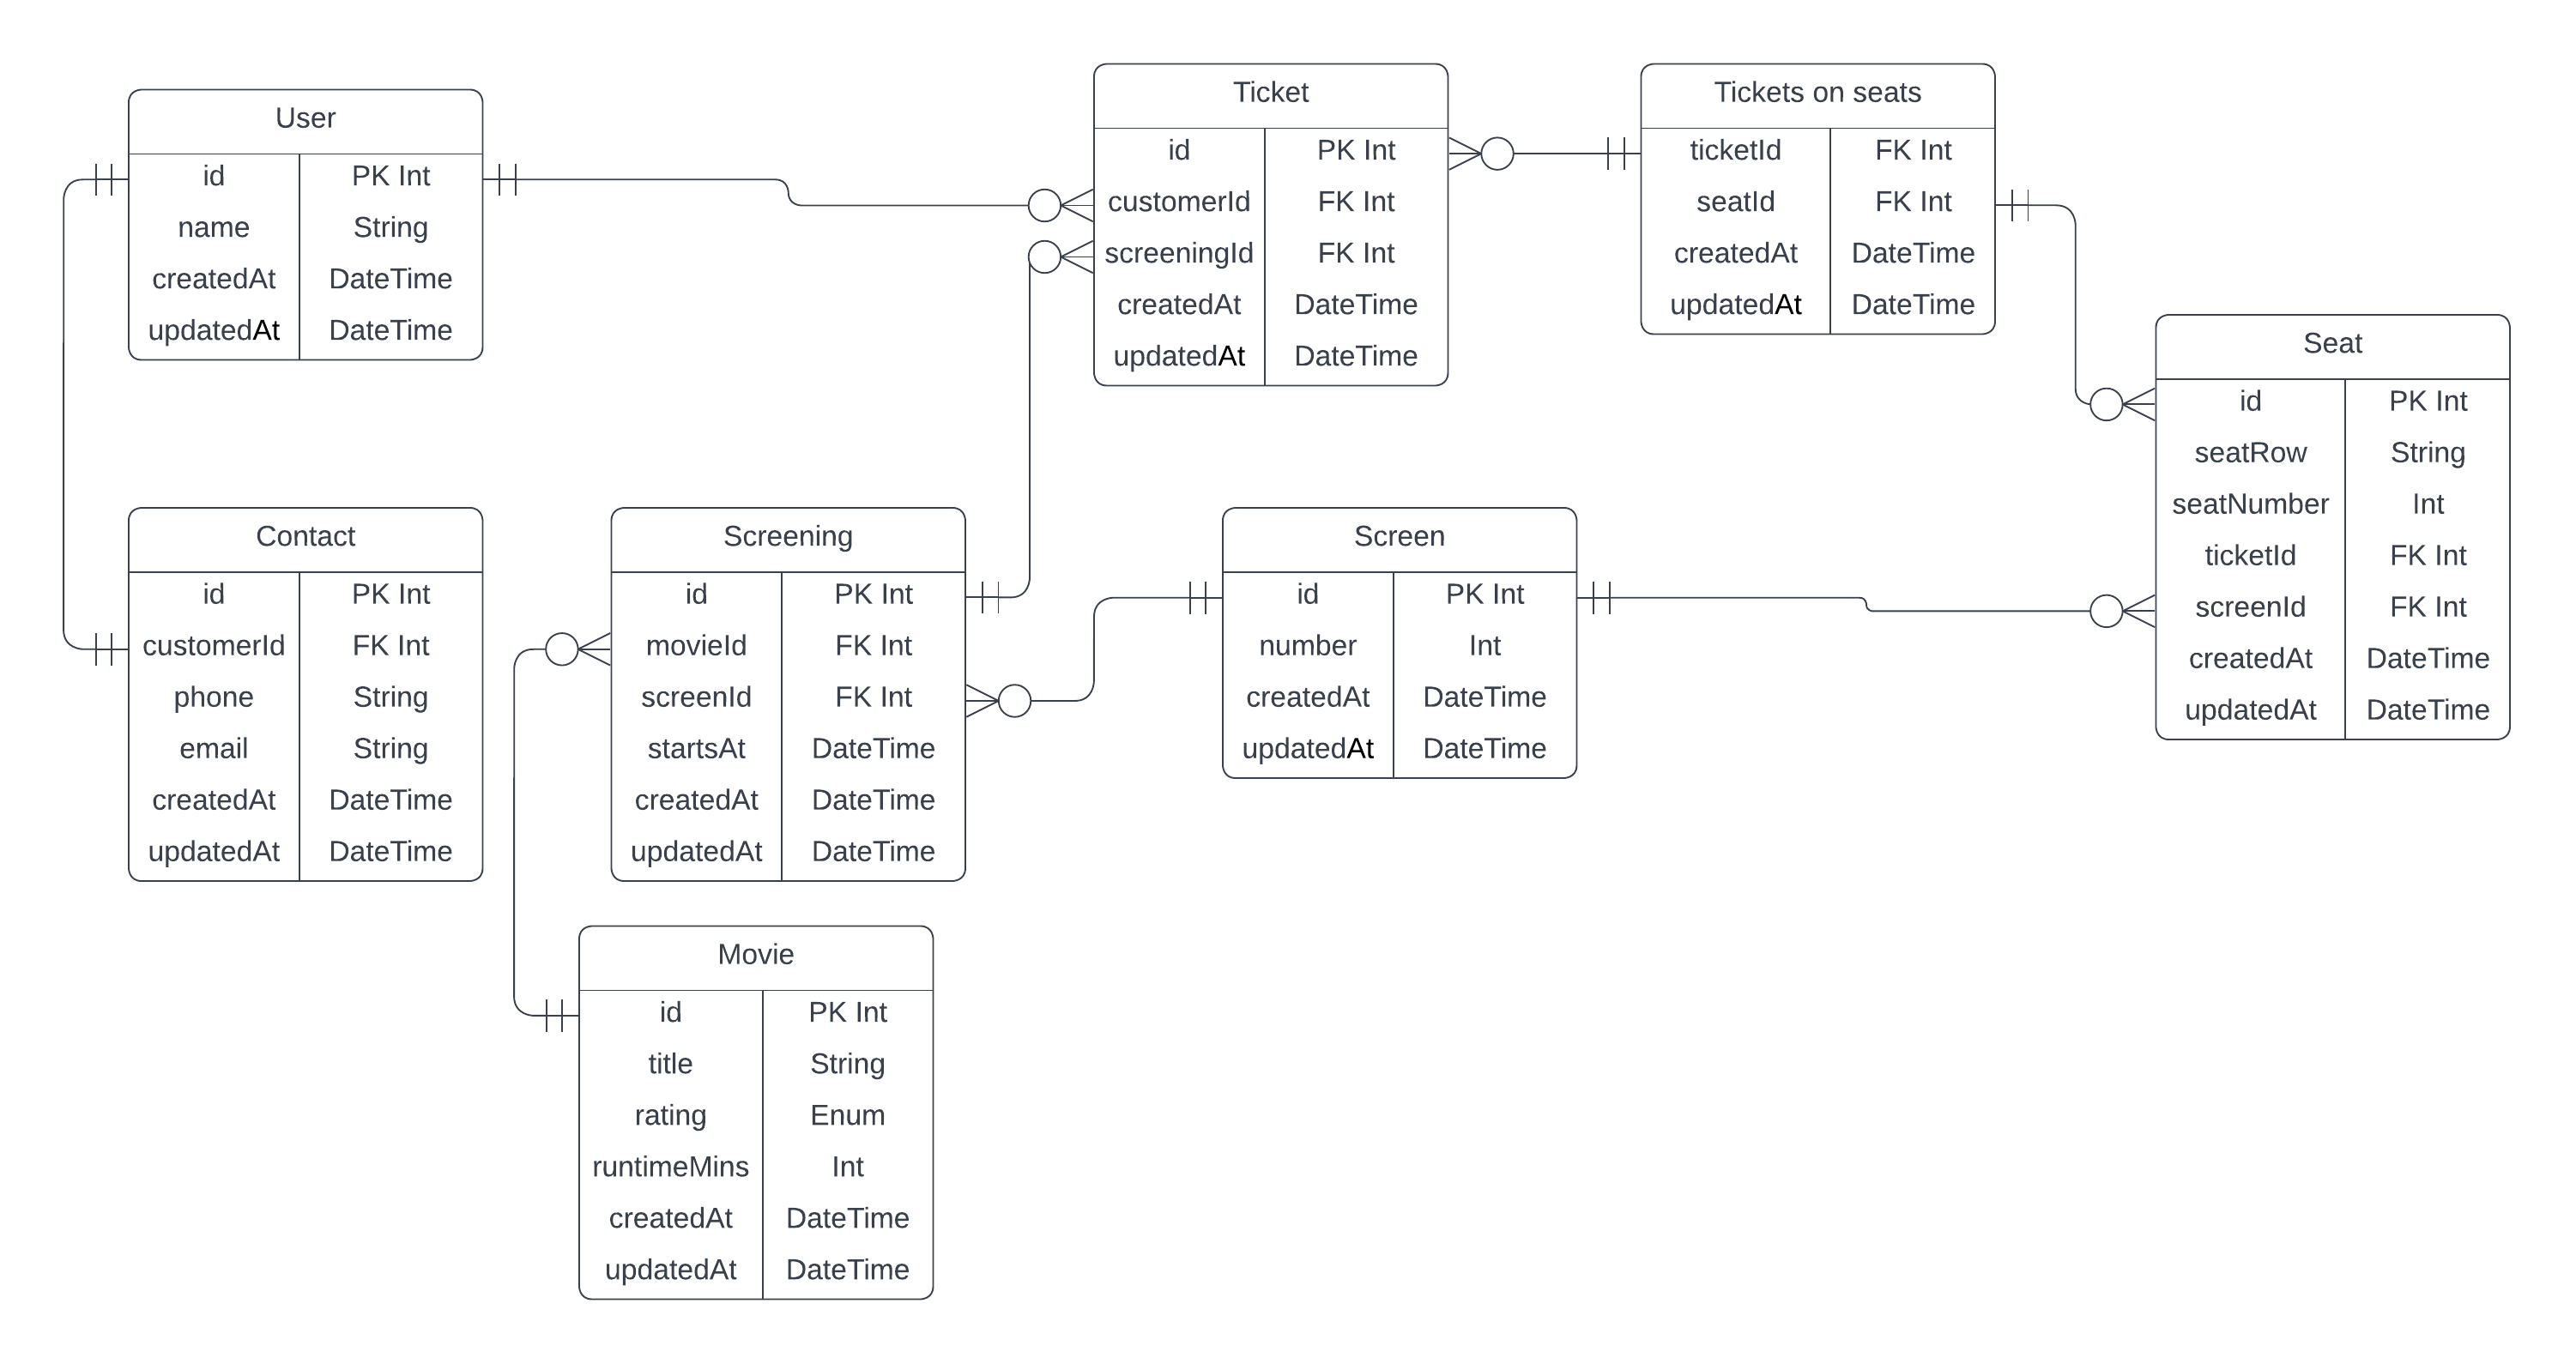 User
id PK Int
name String
createdAt DateTime
updatedAt DateTime
Ticket
id PK Int
customerId FK Int
screeningId FK Int
createdAt DateTime
updatedAt DateTime
Tickets on seats
ticketId FK Int
seatId FK Int
createdAt DateTime
updatedAt DateTime
Seat
id PK Int
seatRow String
seatNumber Int
ticketId FK Int
screenId FK Int
createdAt DateTime
updatedAt DateTime
Contact
id PK Int
customerId FK Int
phone String
email String
createdAt DateTime
updatedAt DateTime
Screening
id PK Int
movieId FK Int
screenId FK Int
startsAt DateTime
createdAt DateTime
updatedAt DateTime
Screen
id PK Int
number Int
createdAt DateTime
updatedAt DateTime
Movie
id PK Int
title String
rating Enum
runtimeMins Int
createdAt DateTime
updatedAt DateTime